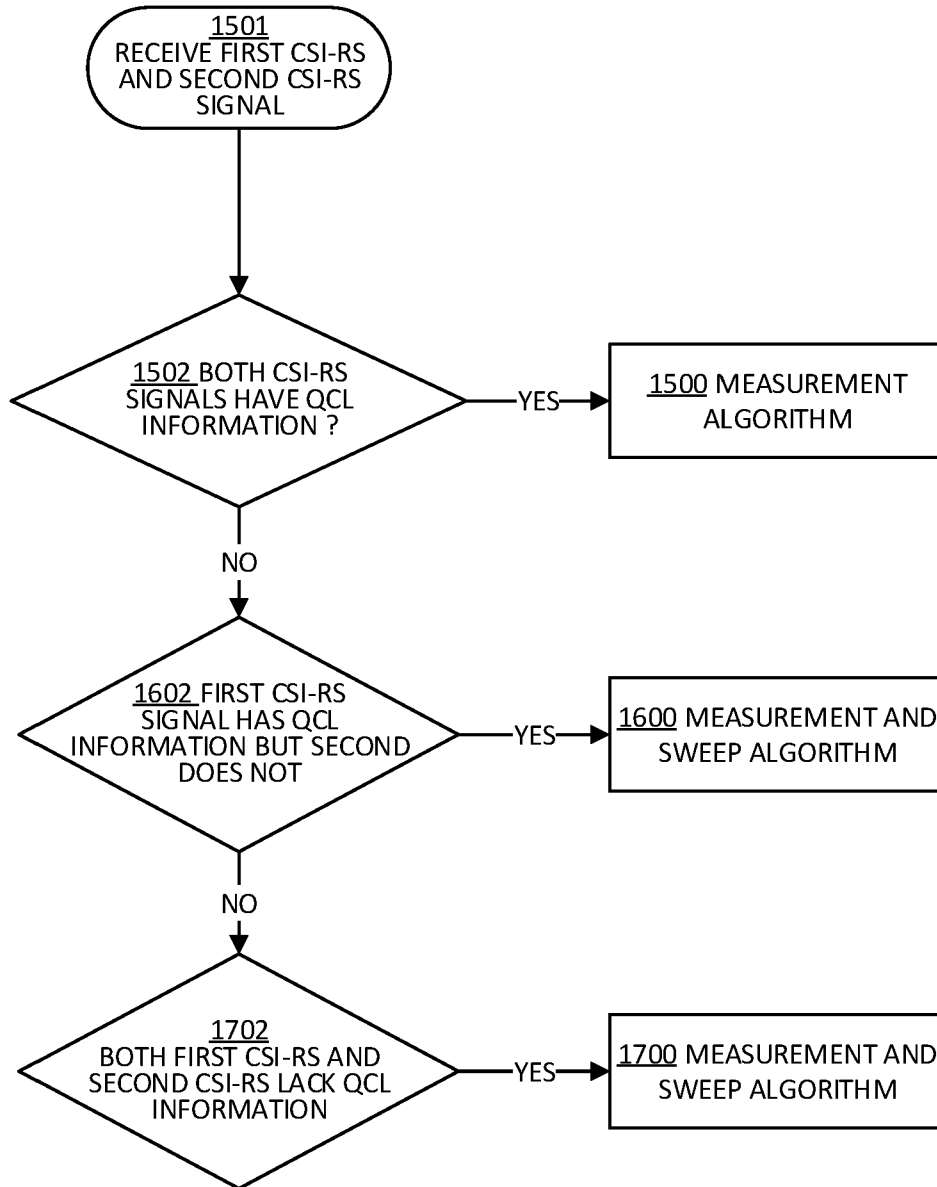 1501
RECEIVE FIRST CSI-RS
AND SECOND CSI-RS
SIGNAL
1502 BOTH CSI-RS
SIGNALS HAVE QCL
INFORMATION ?
YES
1500 MEASUREMENT
ALGORITHM
NO
1602 FIRST CSI-RS
SIGNAL HAS QCL
INFORMATION BUT SECOND
DOES NOT
YES
1600 MEASUREMENT AND
SWEEP ALGORITHM
NO
1702
BOTH FIRST CSI-RS AND
SECOND CSI-RS LACK QCL
INFORMATION
YES
1700 MEASUREMENT AND
SWEEP ALGORITHM